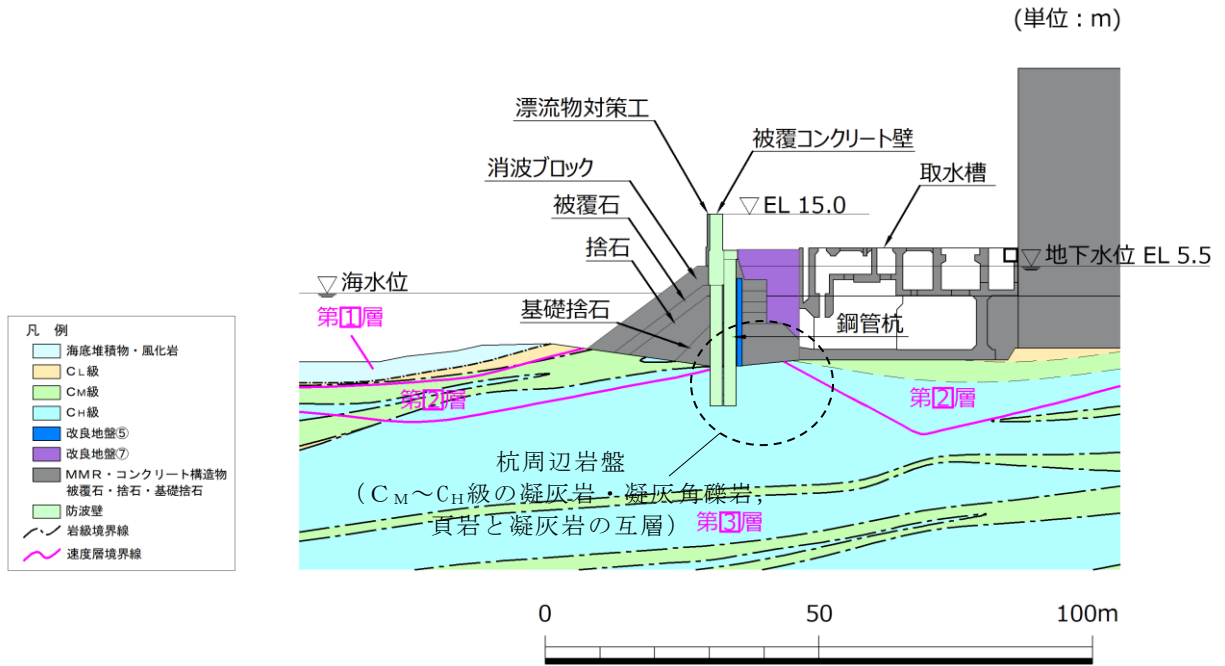 (単位:m)
漂流物対策工
被覆コンクリート壁
消波ブロック
取水槽
被覆石
▽EL 15.0
捨石
地下水位 EL 5.5
海水位
基礎捨石
第1層
鋼管杭
第2層
第2層
杭周辺岩盤
(CM~CH級の凝灰岩・凝灰角礫岩,
頁岩と凝灰岩の互層)
第3層
凡 例
海底堆積物・風化岩
CL級
CM級
CH級
改良地盤⑤
改良地盤⑦
MMR・コンクリート構造物
被覆石・捨石・基礎捨石
防波壁
岩級境界線
速度層境界線
0
50
100m